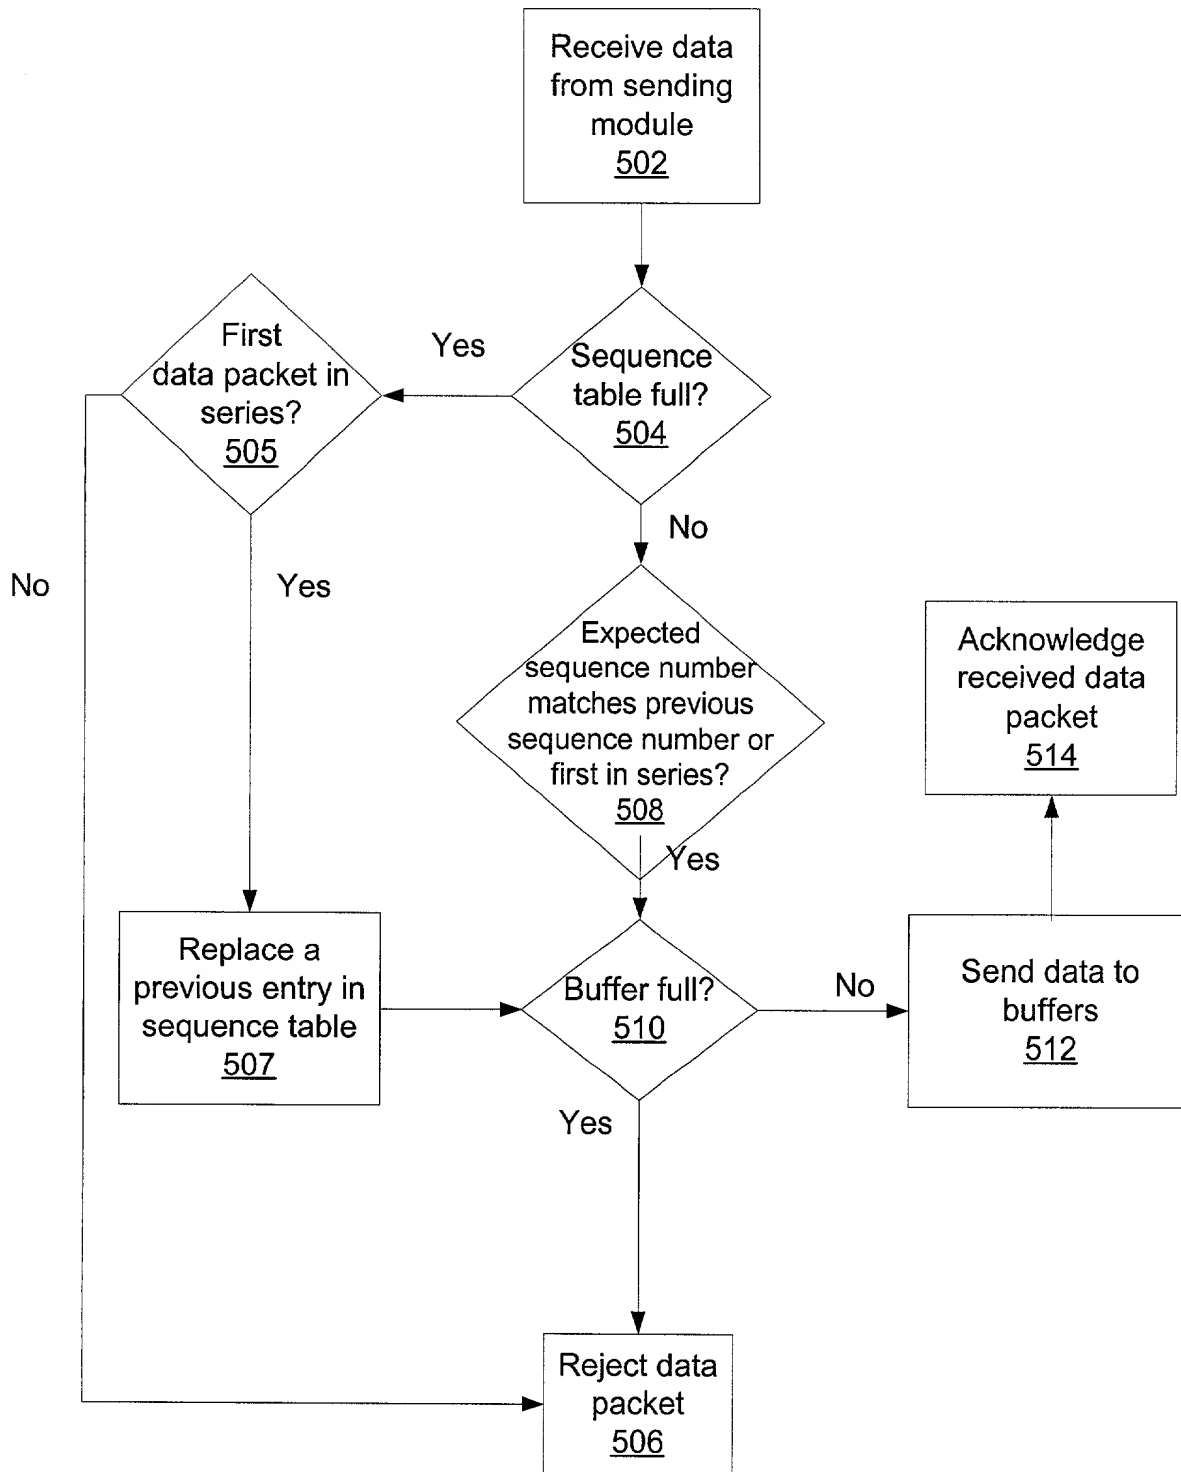 Receive data
from sending
module
502
First
data packet in
series?
505
Yes
Sequence
table full?
504
No
No
Yes
Expected
sequence number
matches previous
sequence number or
first in series?
508
Yes
Acknowledge
received data
packet
514
Replace a
previous entry in
sequence table
507
Buffer full?
510
No
Send data to
buffers
512
Yes
Reject data
packet
506